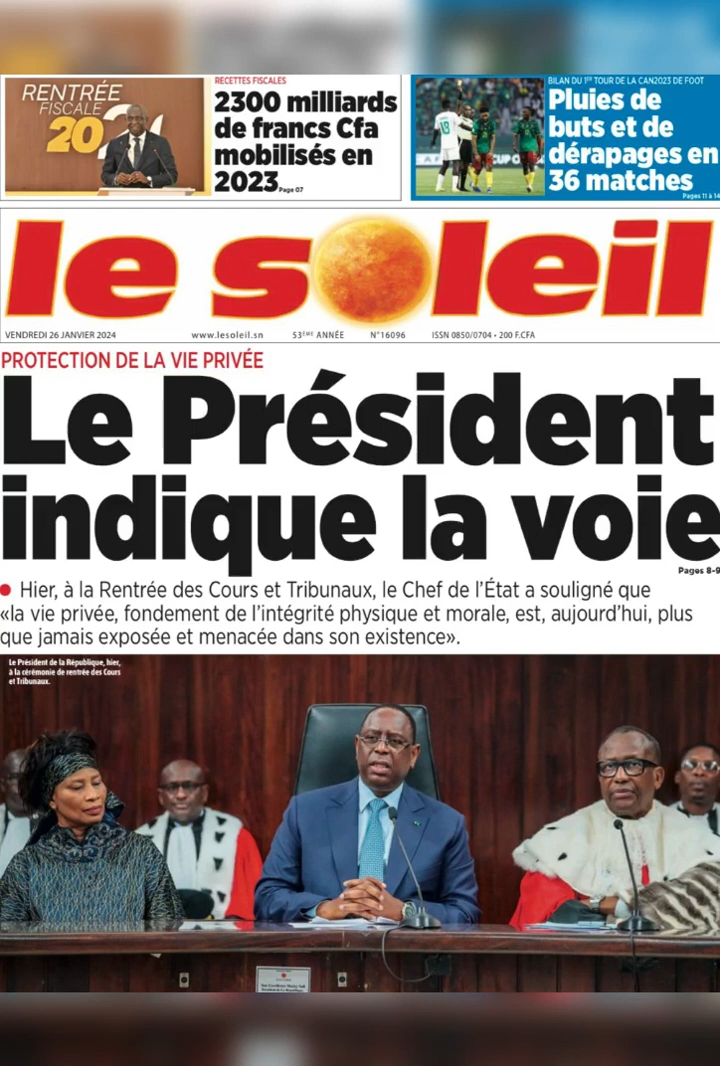 RENTRÉE
FISCALE
20
RECETTES FISCALES
2300 milliards
de francs Cfa
mobilisés en
2023 Page 07
BILAN DU 1ER TOUR DE LA CAN2023 DE FOOT
Pluies de
buts et de
dérapages en
36 matches
Pages 11 à 14
le soleil
VENDREDI 26 JANVIER 2024 www.lesoleil.sn 53ÈME ANNÉE N°16096 ISSN 0850/0704 • 200 F.CFA
PROTECTION DE LA VIE PRIVÉE
Le Président
indique la voie
Pages 8-9
• Hier, à la Rentrée des Cours et Tribunaux, le Chef de l’État a souligné que
«la vie privée, fondement de l’intégrité physique et morale, est, aujourd’hui, plus
que jamais exposée et menacée dans son existence».
Le Président de la République, hier,
à la cérémonie de rentrée des Cours
et Tribunaux.